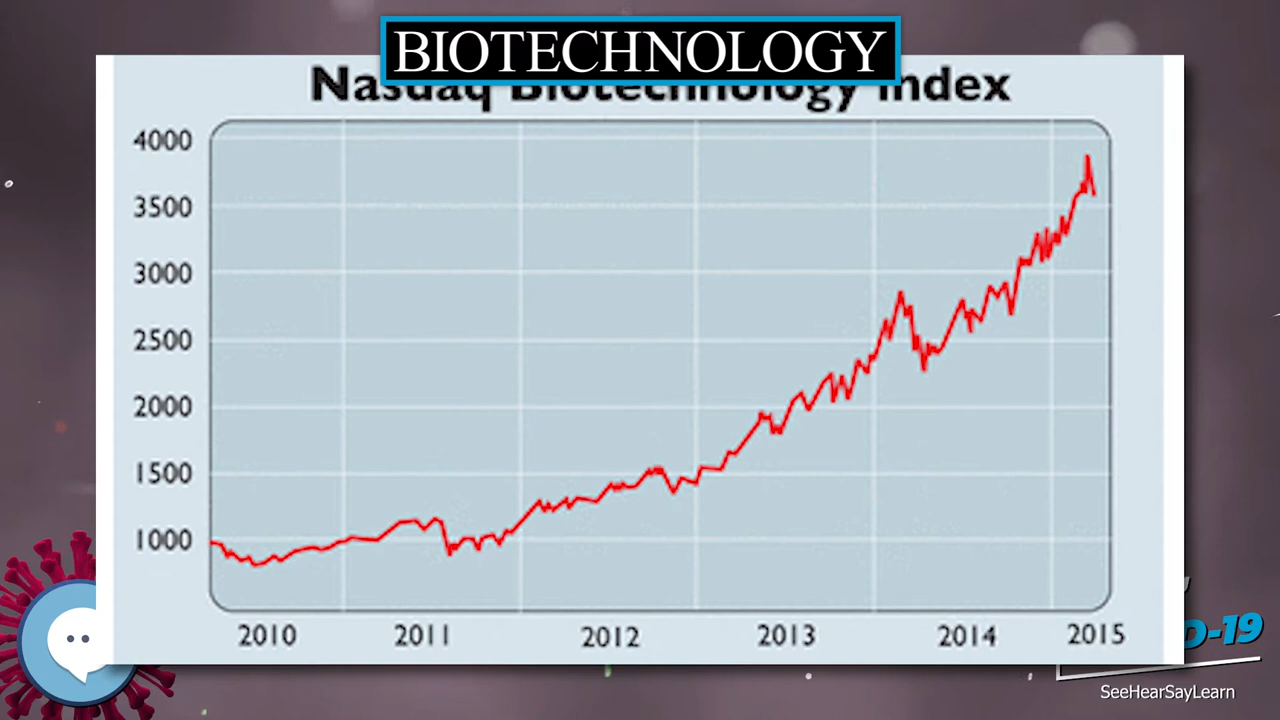 BIOTECHNOLOGY
Nasdaq Biotechnology Index
4000
3500
3000
2500
2000
1500
1000
2010 2011 2012 2013 2014 2015
D-19
SeeHearSayLearn